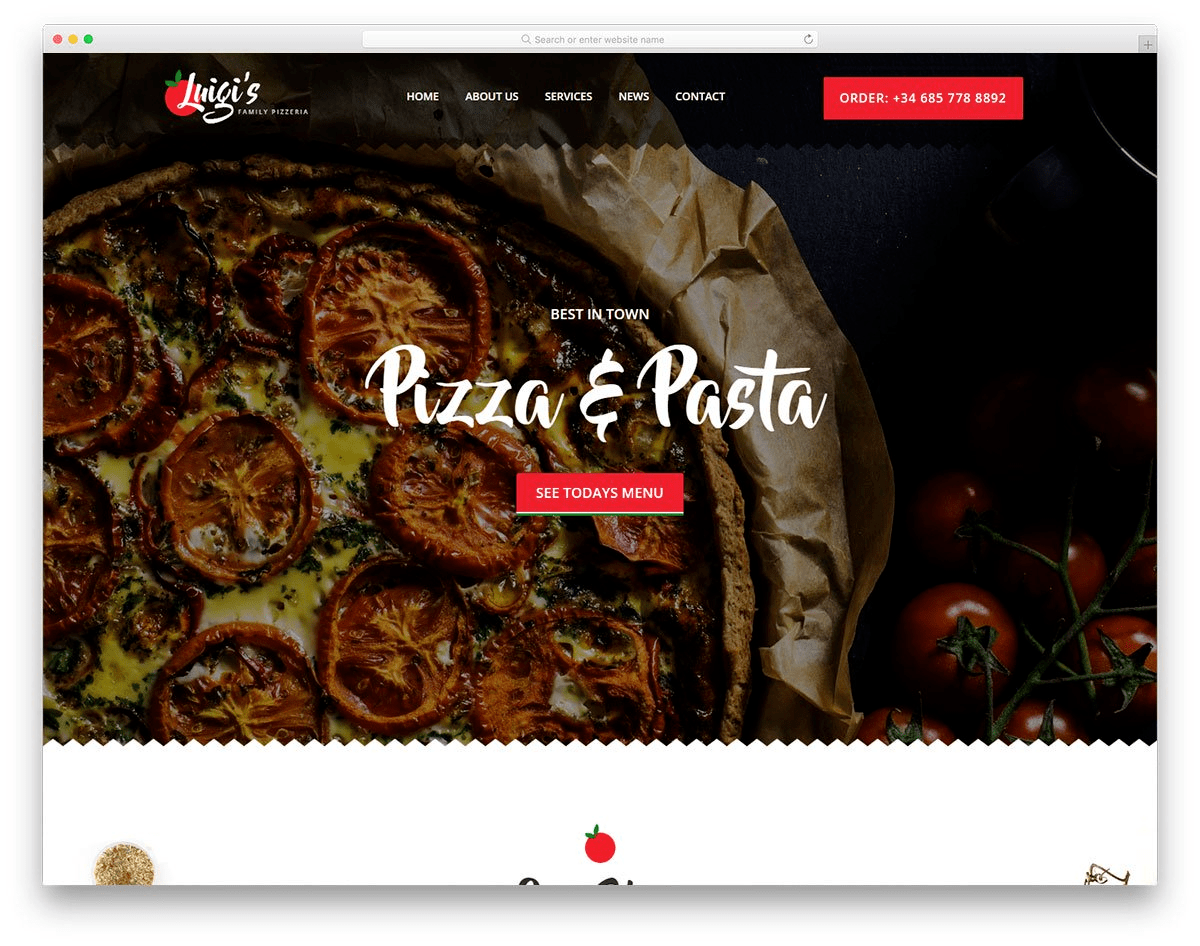 Search or enter website name
Luigi's
FAMILY PIZZERIA
HOME ABOUT US SERVICES NEWS CONTACT
ORDER: +34 685 778 8892
BEST IN TOWN
Pizza & Pasta
SEE TODAYS MENU